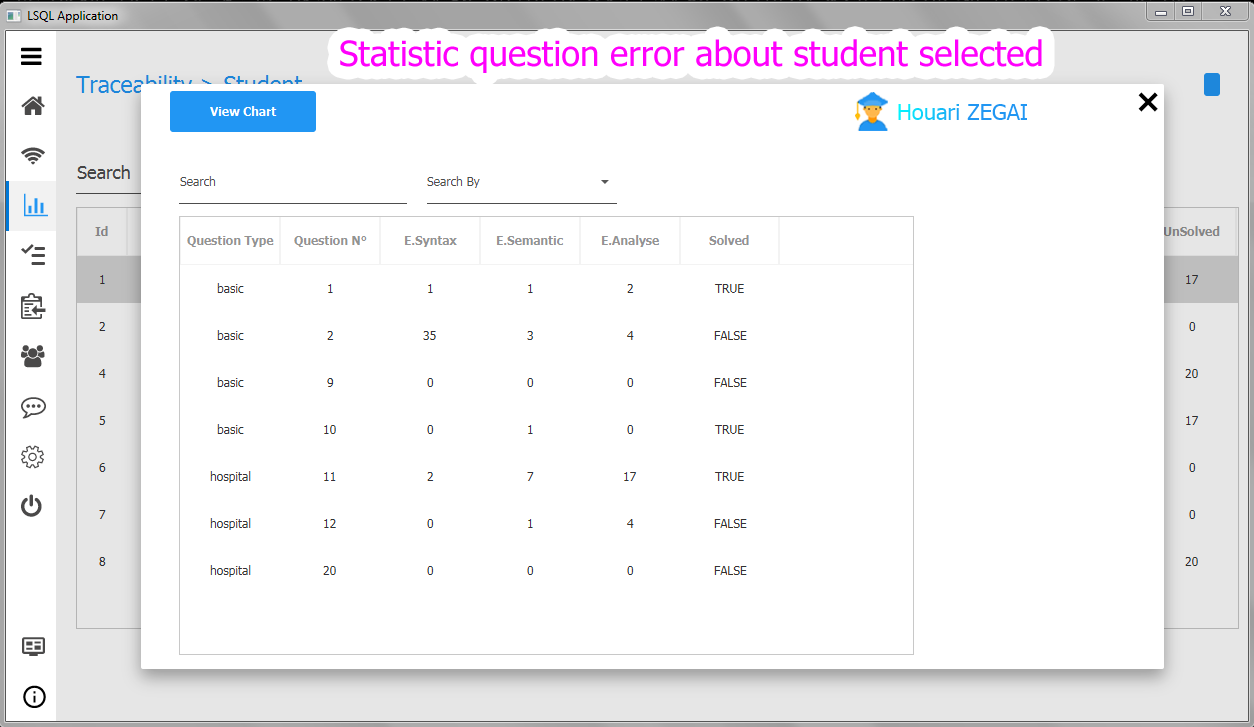 LSQL Application
Statistic question error about student selected
Traceability > Student
View Chart
Houari ZEGAI
Search
Search
Search By
Id
UnSolved
Question Type Question N° E.Syntax E.Semantic E.Analyse Solved
basic 1 1 1 2 TRUE
basic 2 35 3 4 FALSE
basic 9 0 0 0 FALSE
basic 10 0 1 0 TRUE
hospital 11 2 7 17 TRUE
hospital 12 0 1 4 FALSE
hospital 20 0 0 0 FALSE
1 17
2 0
4 20
5 17
6 0
7 0
8 20